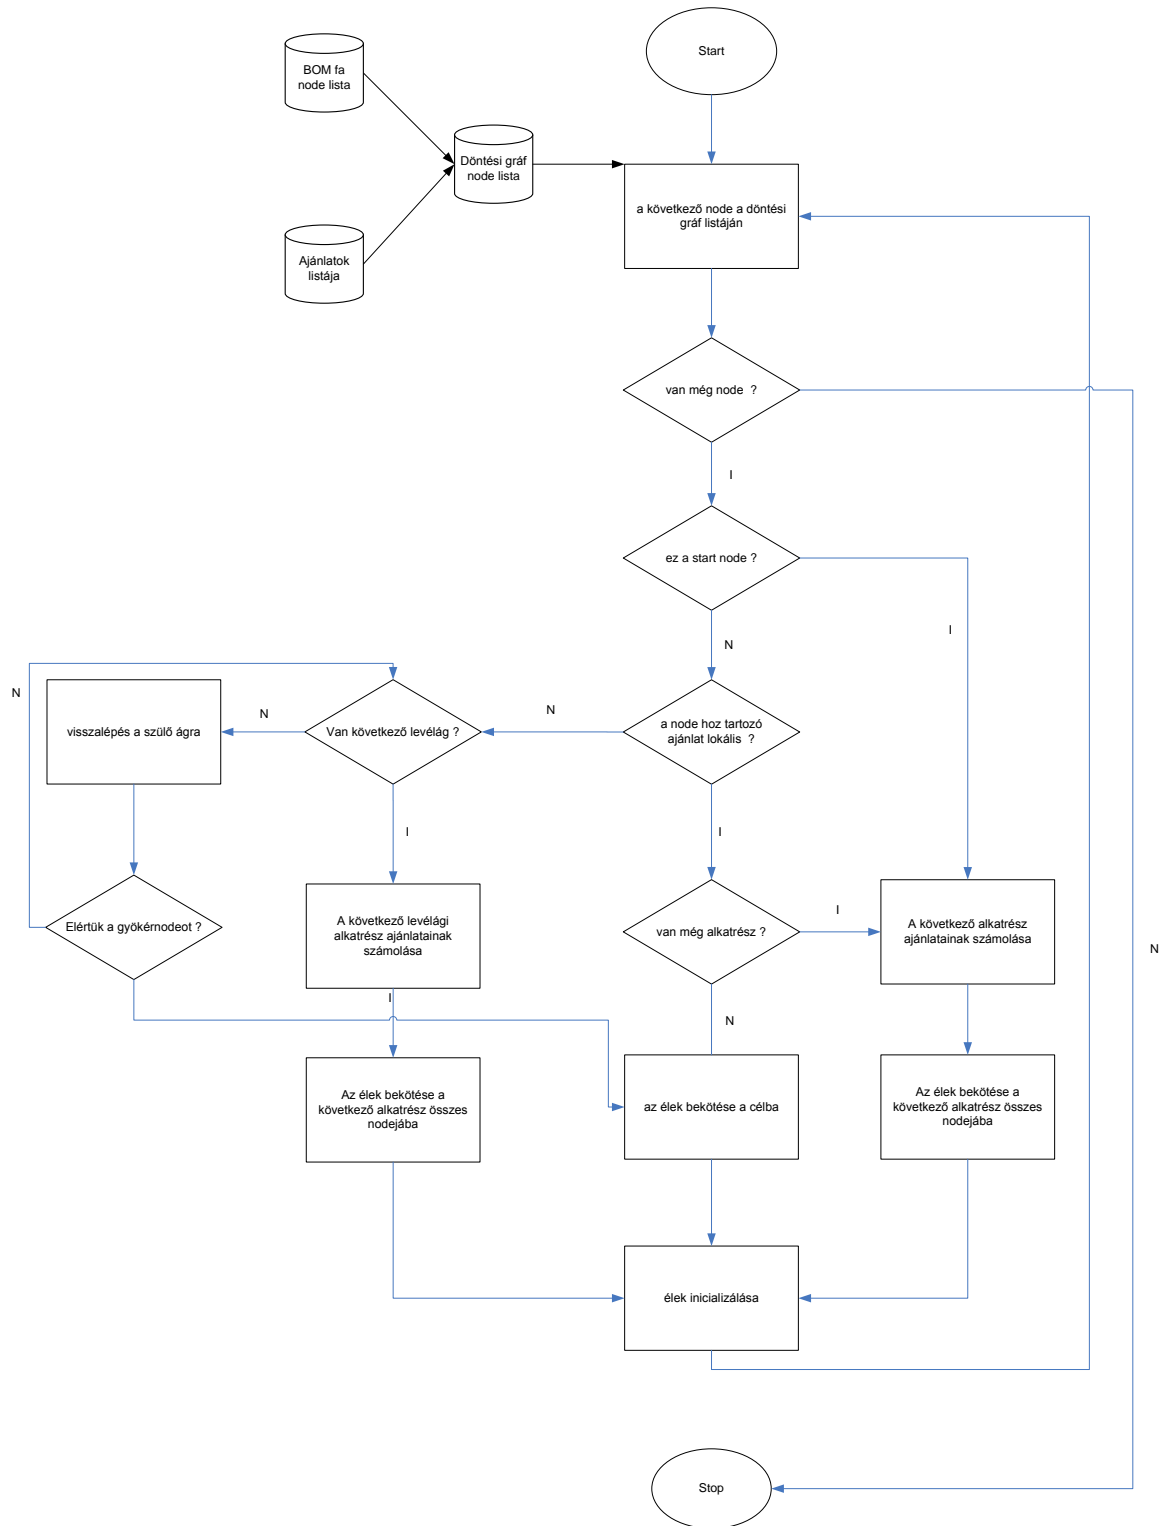 Start
BOM fa
node lista
Döntési gráf
node lista
Ajánlatok
listája
a következő node a döntési
gráf listáján
van még node ?
I
ez a start node ?
I
N
N
visszalépés a szülő ágra
N
Van következő levélág ?
N
a node hoz tartozó
ajánlat lokális ?
I
I
Elértük a gyökérnodeot ?
A következő levélági
alkatrész ajánlatainak
számolása
van még alkatrész ?
I
A következő alkatrész
ajánlatainak számolása
N
I
N
Az élek bekötése a
következő alkatrész összes
nodejába
az élek bekötése a célba
Az élek bekötése a
következő alkatrész összes
nodejába
élek inicializálása
Stop